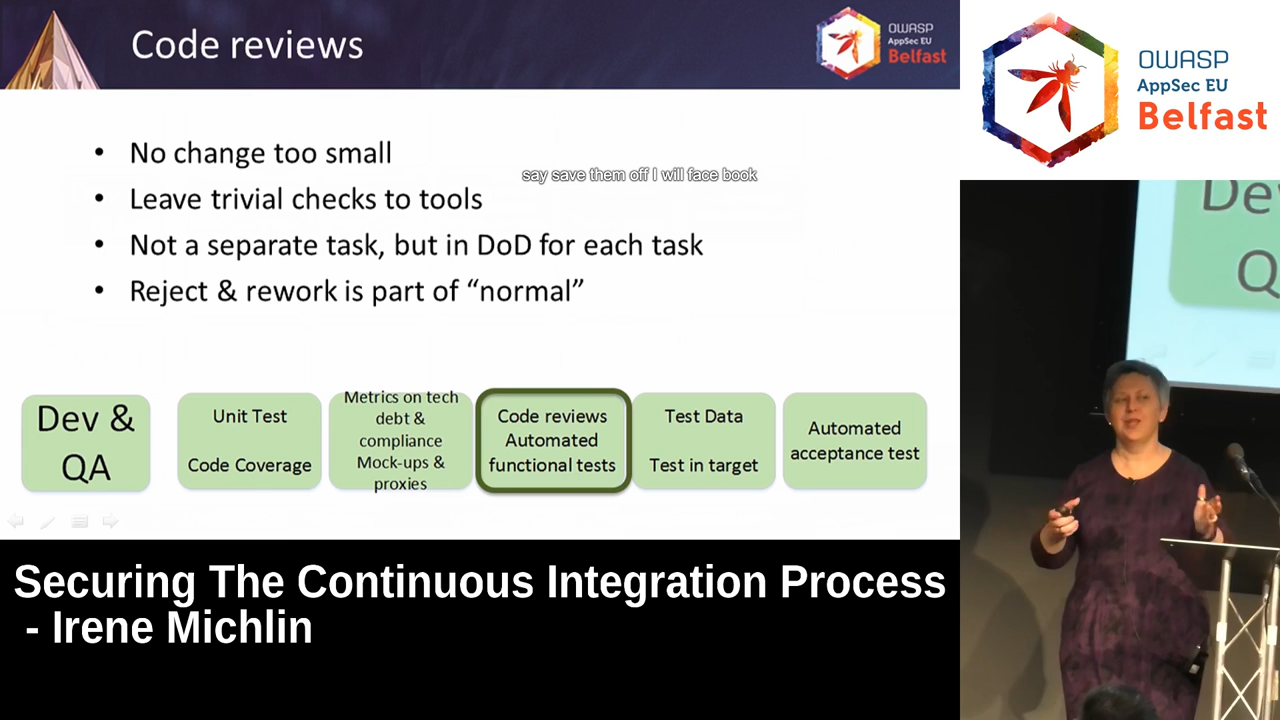 Code reviews
OWASP
AppSec EU
Belfast
OWASP
AppSec EU
Belfast
• No change too small
say save them off I will face book
• Leave trivial checks to tools
• Not a separate task, but in DoD for each task
• Reject & rework is part of “normal”
Dev &
QA
Unit Test
Code Coverage
Metrics on tech
debt &
compliance
Mock-ups &
proxies
Code reviews
Automated
functional tests
Test Data
Test in target
Automated
acceptance test
De
Q
Securing The Continuous Integration Process
- Irene Michlin